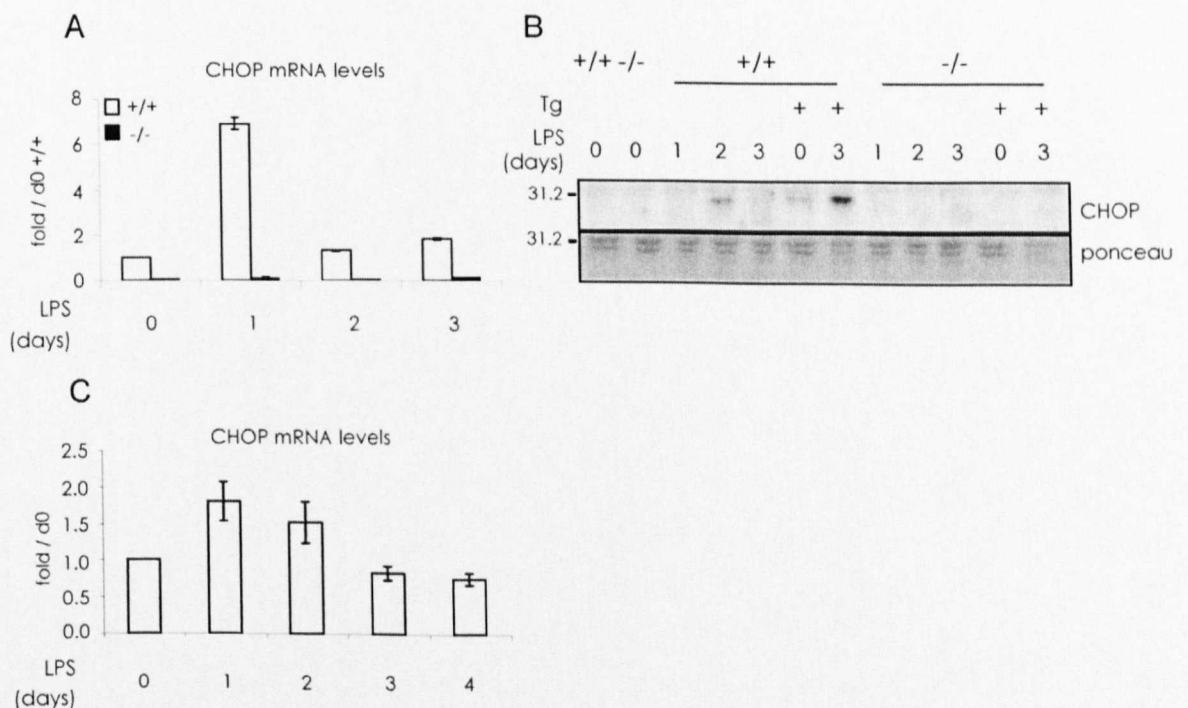 A
CHOP mRNA levels
8
6
4
2
0
fold / d0 +/+
+/+
-/-
LPS
(days)
0 1 2 3
B
+/+ -/- +/+ -/-
Tg + + + +
LPS
(days)
0 0 1 2 3 0 3 1 2 3 0 3
31.2
CHOP
31.2
ponceau
C
CHOP mRNA levels
2.5
2.0
1.5
1.0
0.5
0.0
fold / d0
LPS
(days)
0 1 2 3 4